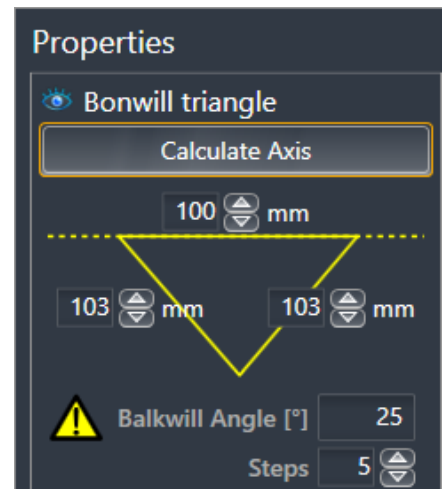 Properties
Bonwill triangle
Calculate Axis
100 mm
103 mm 103 mm
Balkwill Angle [°] 25
Steps 5